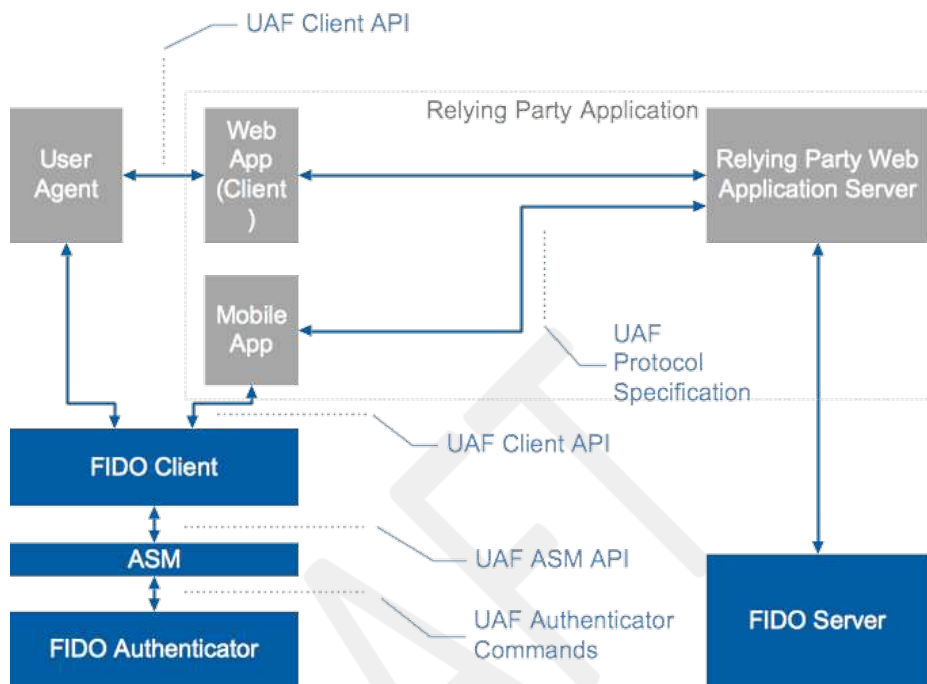 UAF Client API
Relying Party Application
User
Agent
Web
App
(Client
)
Relying Party Web
Application Server
Mobile
App
UAF
Protocol
Specification
UAF Client API
FIDO Client
UAF ASM API
ASM
UAF Authenticator
Commands
FIDO Authenticator
FIDO Server
AFT